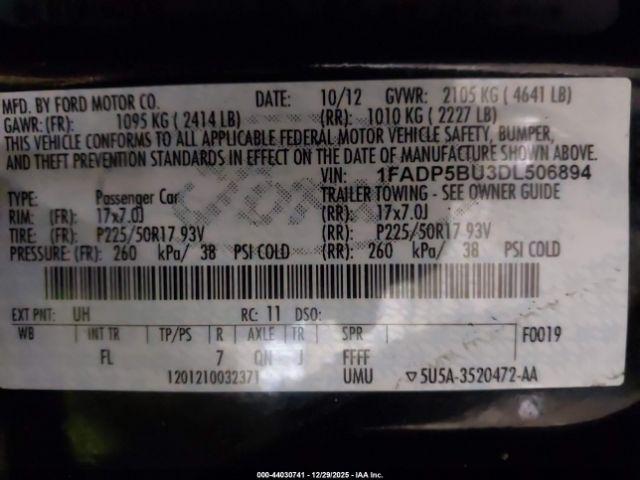 MFD. BY FORD MOTOR CO. DATE: 10/12 GVWR: 2105 KG ( 4641 LB)
GAWR: (FR): 1095 KG ( 2414 LB) (RR): 1010 KG ( 2227 LB)
THIS VEHICLE CONFORMS TO ALL APPLICABLE FEDERAL MOTOR VEHICLE SAFETY, BUMPER,
AND THEFT PREVENTION STANDARDS IN EFFECT ON THE DATE OF MANUFACTURE SHOWN ABOVE.
VIN: 1FADP5BU3DL506894
TYPE: Passenger Car TRAILER TOWING - SEE OWNER GUIDE
RIM: (FR): 17x7.0J (RR): 17x7.0J
TIRE: (FR): P225/50R17 93V (RR): P225/50R17 93V
PRESSURE: (FR): 260 kPa/ 38 PSI COLD (RR): 260 kPa/ 38 PSI COLD
EXT PNT: UH RC: 11 DSO:
WB INT TR TP/PS R AXLE TR SPR F0019
FL 7 QN J FFFF
1201210032371 UMU ▽5U5A-3520472-AA
000-44030741 - 12/29/2025 - IAA, Inc.